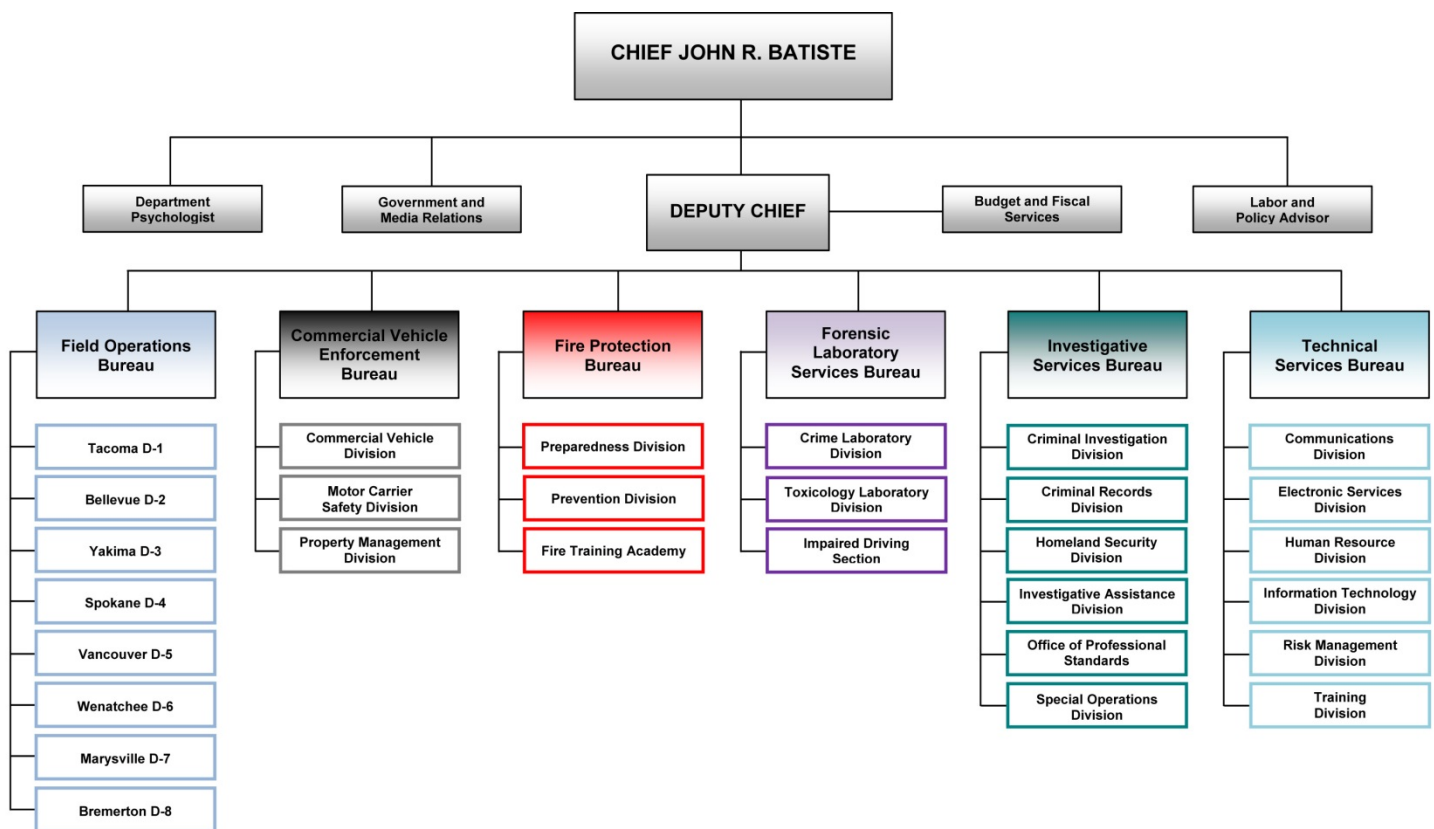 CHIEF JOHN R. BATISTE
Department
Psychologist
Government and
Media Relations
DEPUTY CHIEF
Budget and Fiscal
Services
Labor and
Policy Advisor
Field Operations
Bureau
Tacoma D-1
Bellevue D-2
Yakima D-3
Spokane D-4
Vancouver D-5
Wenatchee D-6
Marysville D-7
Bremerton D-8
Commercial Vehicle
Enforcement
Bureau
Commercial Vehicle
Division
Motor Carrier
Safety Division
Property Management
Division
Fire Protection
Bureau
Preparedness Division
Prevention Division
Fire Training Academy
Forensic
Laboratory
Services Bureau
Crime Laboratory
Division
Toxicology Laboratory
Division
Impaired Driving
Section
Investigative
Services Bureau
Criminal Investigation
Division
Criminal Records
Division
Homeland Security
Division
Investigative Assistance
Division
Office of Professional
Standards
Special Operations
Division
Technical
Services Bureau
Communications
Division
Electronic Services
Division
Human Resource
Division
Information Technology
Division
Risk Management
Division
Training
Division